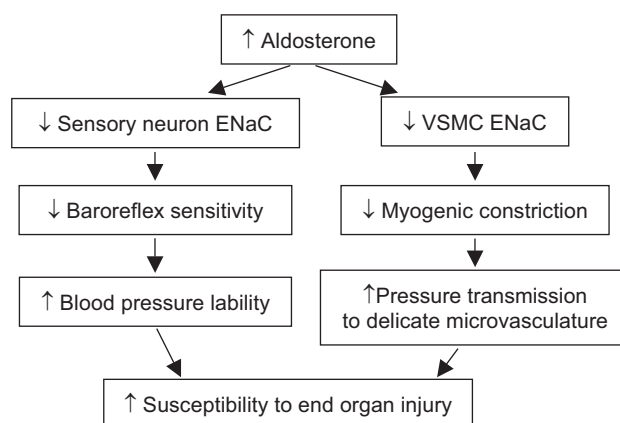 ↑ Aldosterone
↓ Sensory neuron ENaC
↓ VSMC ENaC
↓ Baroreflex sensitivity
↓ Myogenic constriction
↑ Blood pressure lability
↑Pressure transmission
to delicate microvasculature
↑ Susceptibility to end organ injury